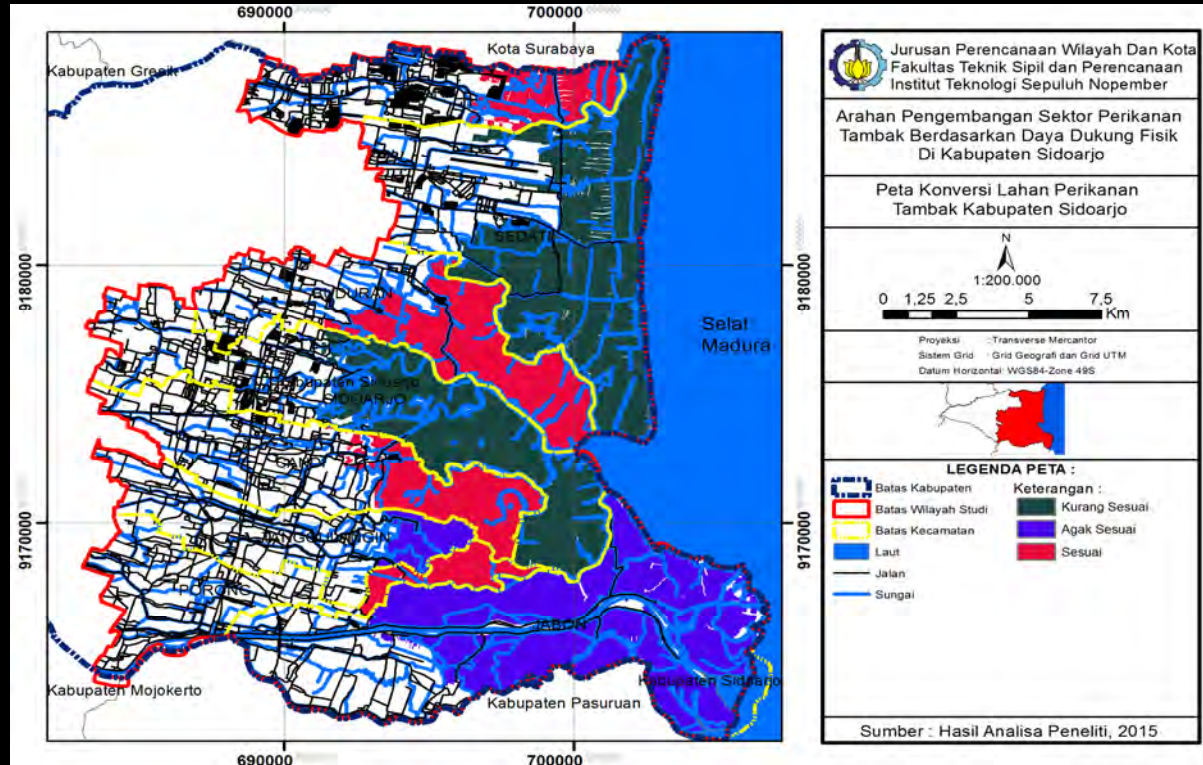 690000
700000
Kota Surabaya
Kabupaten Gresik
SEDATI
9180000
9180000
BUDURAN
Selat
Madura
Kabupaten Sidoarjo
SIDOARJO
9170000
9170000
PORONG
JABON
Kabupaten Sidoarjo
Kabupaten Mojokerto
Kabupaten Pasuruan
690000
700000
Jurusan Perencanaan Wilayah Dan Kota
Fakultas Teknik Sipil dan Perencanaan
Institut Teknologi Sepuluh Nopember
Arahan Pengembangan Sektor Perikanan
Tambak Berdasarkan Daya Dukung Fisik
Di Kabupaten Sidoarjo
Peta Konversi Lahan Perikanan
Tambak Kabupaten Sidoarjo
N
1:200.000
0 1,25 2,5 5 7,5
Km
Proyeksi : Transverse Mercantor
Sistem Grid : Grid Geografi dan Grid UTM
Datum Horizontal: WGS84-Zone 49S
LEGENDA PETA :
Batas Kabupaten
Batas Wilayah Studi
Batas Kecamatan
Laut
Jalan
Sungai
Keterangan :
Kurang Sesuai
Agak Sesuai
Sesuai
Sumber : Hasil Analisa Peneliti, 2015